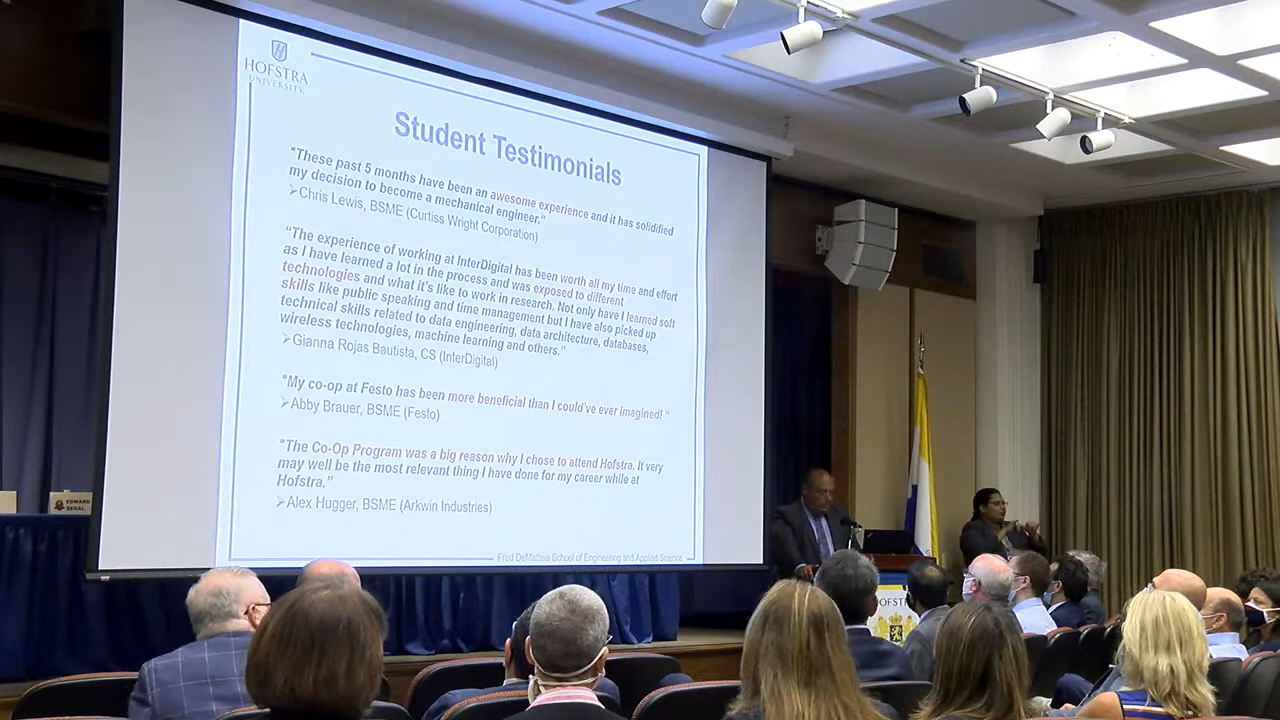 HOFSTRA
UNIVERSITY.
Student Testimonials
"These past 5 months have been an awesome experience and it has solidified
my decision to become a mechanical engineer."
➢Chris Lewis, BSME (Curtiss Wright Corporation)
"The experience of working at InterDigital has been worth all my time and effort
as I have learned a lot in the process and was exposed to different
technologies and what it's like to work in research. Not only have I learned soft
skills like public speaking and time management but I have also picked up
technical skills related to data engineering, data architecture, databases,
wireless technologies, machine learning and others."
➢Gianna Rojas Bautista, CS (InterDigital)
"My co-op at Festo has been more beneficial than I could've ever imagined! "
➢Abby Brauer, BSME (Festo)
"The Co-Op Program was a big reason why I chose to attend Hofstra. It very
may well be the most relevant thing I have done for my career while at
Hofstra."
➢Alex Hugger, BSME (Arkwin Industries)
Fred DeMatteis School of Engineering and Applied Science
EDWARD
SEGAL